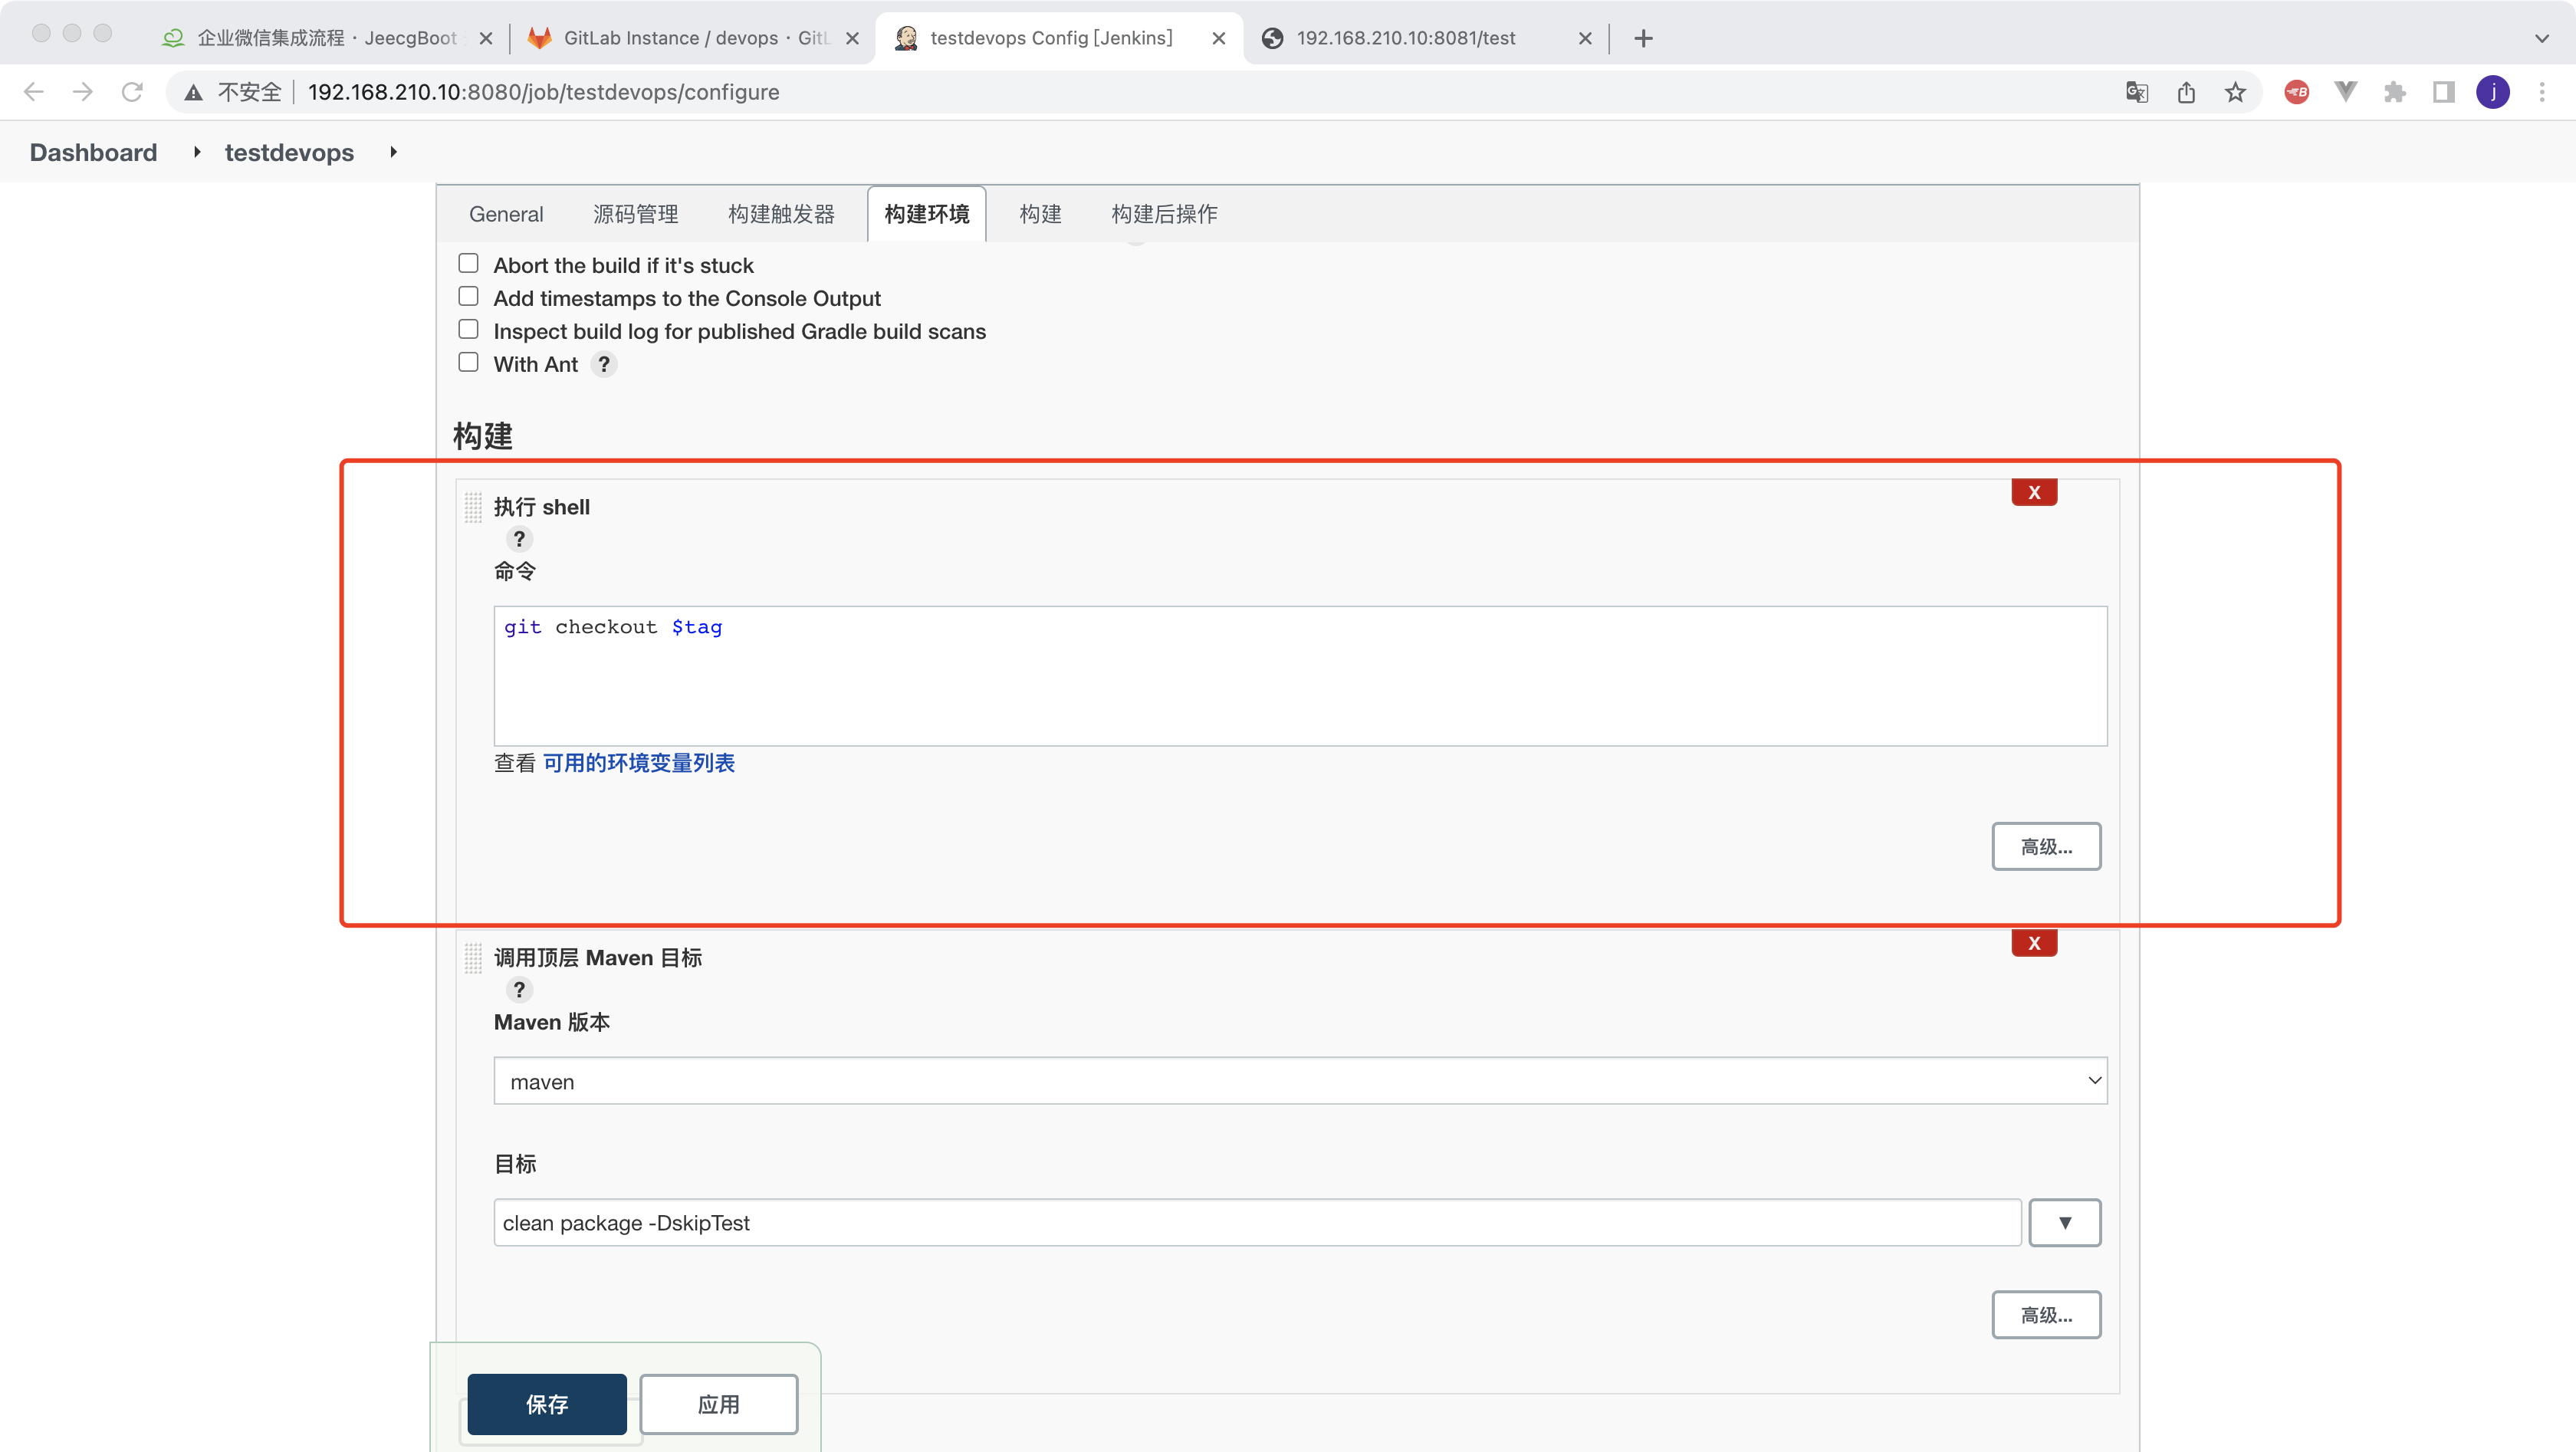 企业微信集成流程 · JeecgBoot
GitLab Instance / devops · GitL
testdevops Config [Jenkins]
192.168.210.10:8081/test
不安全
192.168.210.10:8080/job/testdevops/configure
j
Dashboard
testdevops
General
源码管理
构建触发器
构建环境
构建
构建后操作
Abort the build if it's stuck
Add timestamps to the Console Output
Inspect build log for published Gradle build scans
With Ant ?
构建
执行 shell
X
?
命令
git checkout $tag
查看 可用的环境变量列表
高级...
调用顶层 Maven 目标
X
?
Maven 版本
maven
目标
clean package -DskipTest
▼
高级...
保存
应用